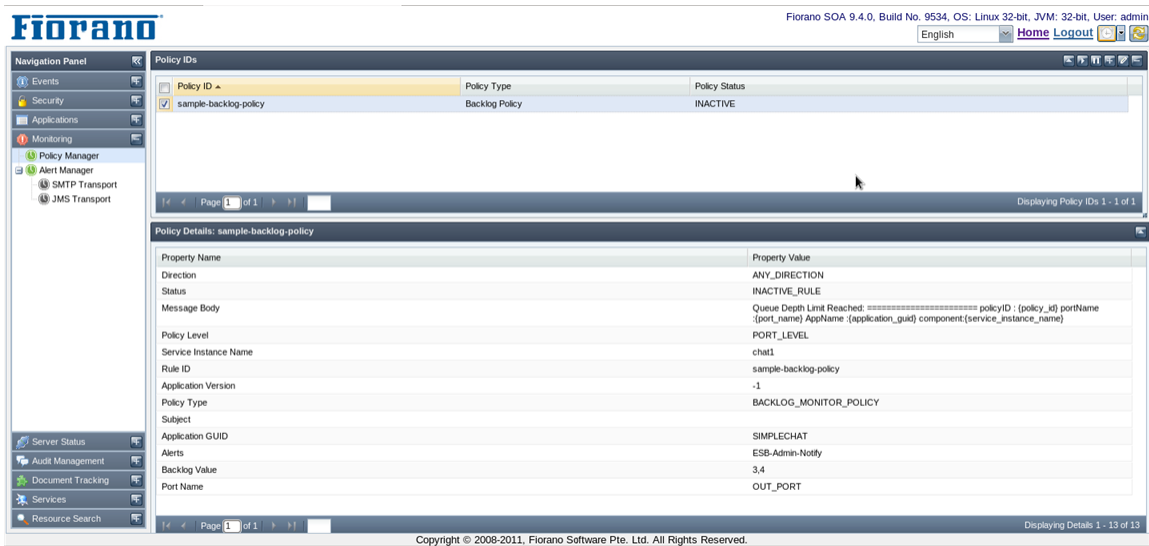 Fiorano
Fiorano SOA 9.4.0, Build No. 9534, OS: Linux 32-bit, JVM: 32-bit, User: admin
English Home Logout
Navigation Panel
Events
Security
Applications
Monitoring
Policy Manager
Alert Manager
SMTP Transport
JMS Transport
Server Status
Audit Management
Document Tracking
Services
Resource Search
Policy IDs
Policy ID Policy Type Policy Status
sample-backlog-policy Backlog Policy INACTIVE
Page 1 of 1 Displaying Policy IDs 1 - 1 of 1
Policy Details: sample-backlog-policy
Property Name Property Value
Direction ANY_DIRECTION
Status INACTIVE_RULE
Message Body Queue Depth Limit Reached: ======================= policyID : {policy_id} portName
:{port_name} AppName :{application_guid} component:{service_instance_name}
Policy Level PORT_LEVEL
Service Instance Name chat1
Rule ID sample-backlog-policy
Application Version -1
Policy Type BACKLOG_MONITOR_POLICY
Subject
Application GUID SIMPLECHAT
Alerts ESB-Admin-Notify
Backlog Value 3,4
Port Name OUT_PORT
Page 1 of 1 Displaying Details 1 - 13 of 13
Copyright © 2008-2011, Fiorano Software Pte. Ltd. All Rights Reserved.